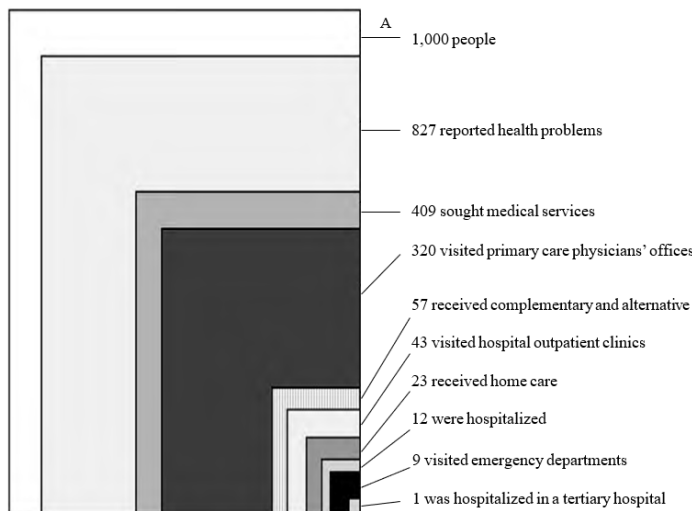 A
1,000 people
827 reported health problems
409 sought medical services
320 visited primary care physicians’ offices
57 received complementary and alternative
43 visited hospital outpatient clinics
23 received home care
12 were hospitalized
9 visited emergency departments
1 was hospitalized in a tertiary hospital